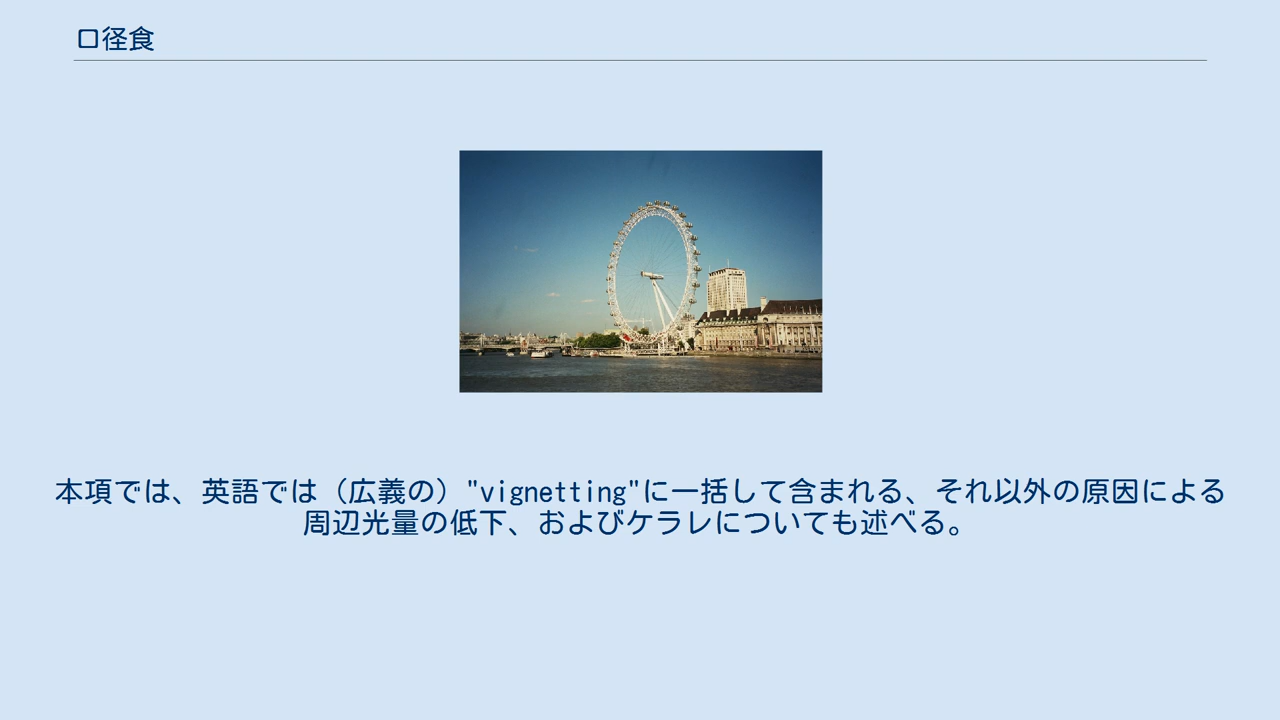 口径食
本項では、英語では（広義の）"vignetting"に一括して含まれる、それ以外の原因による
周辺光量の低下、およびケラレについても述べる。